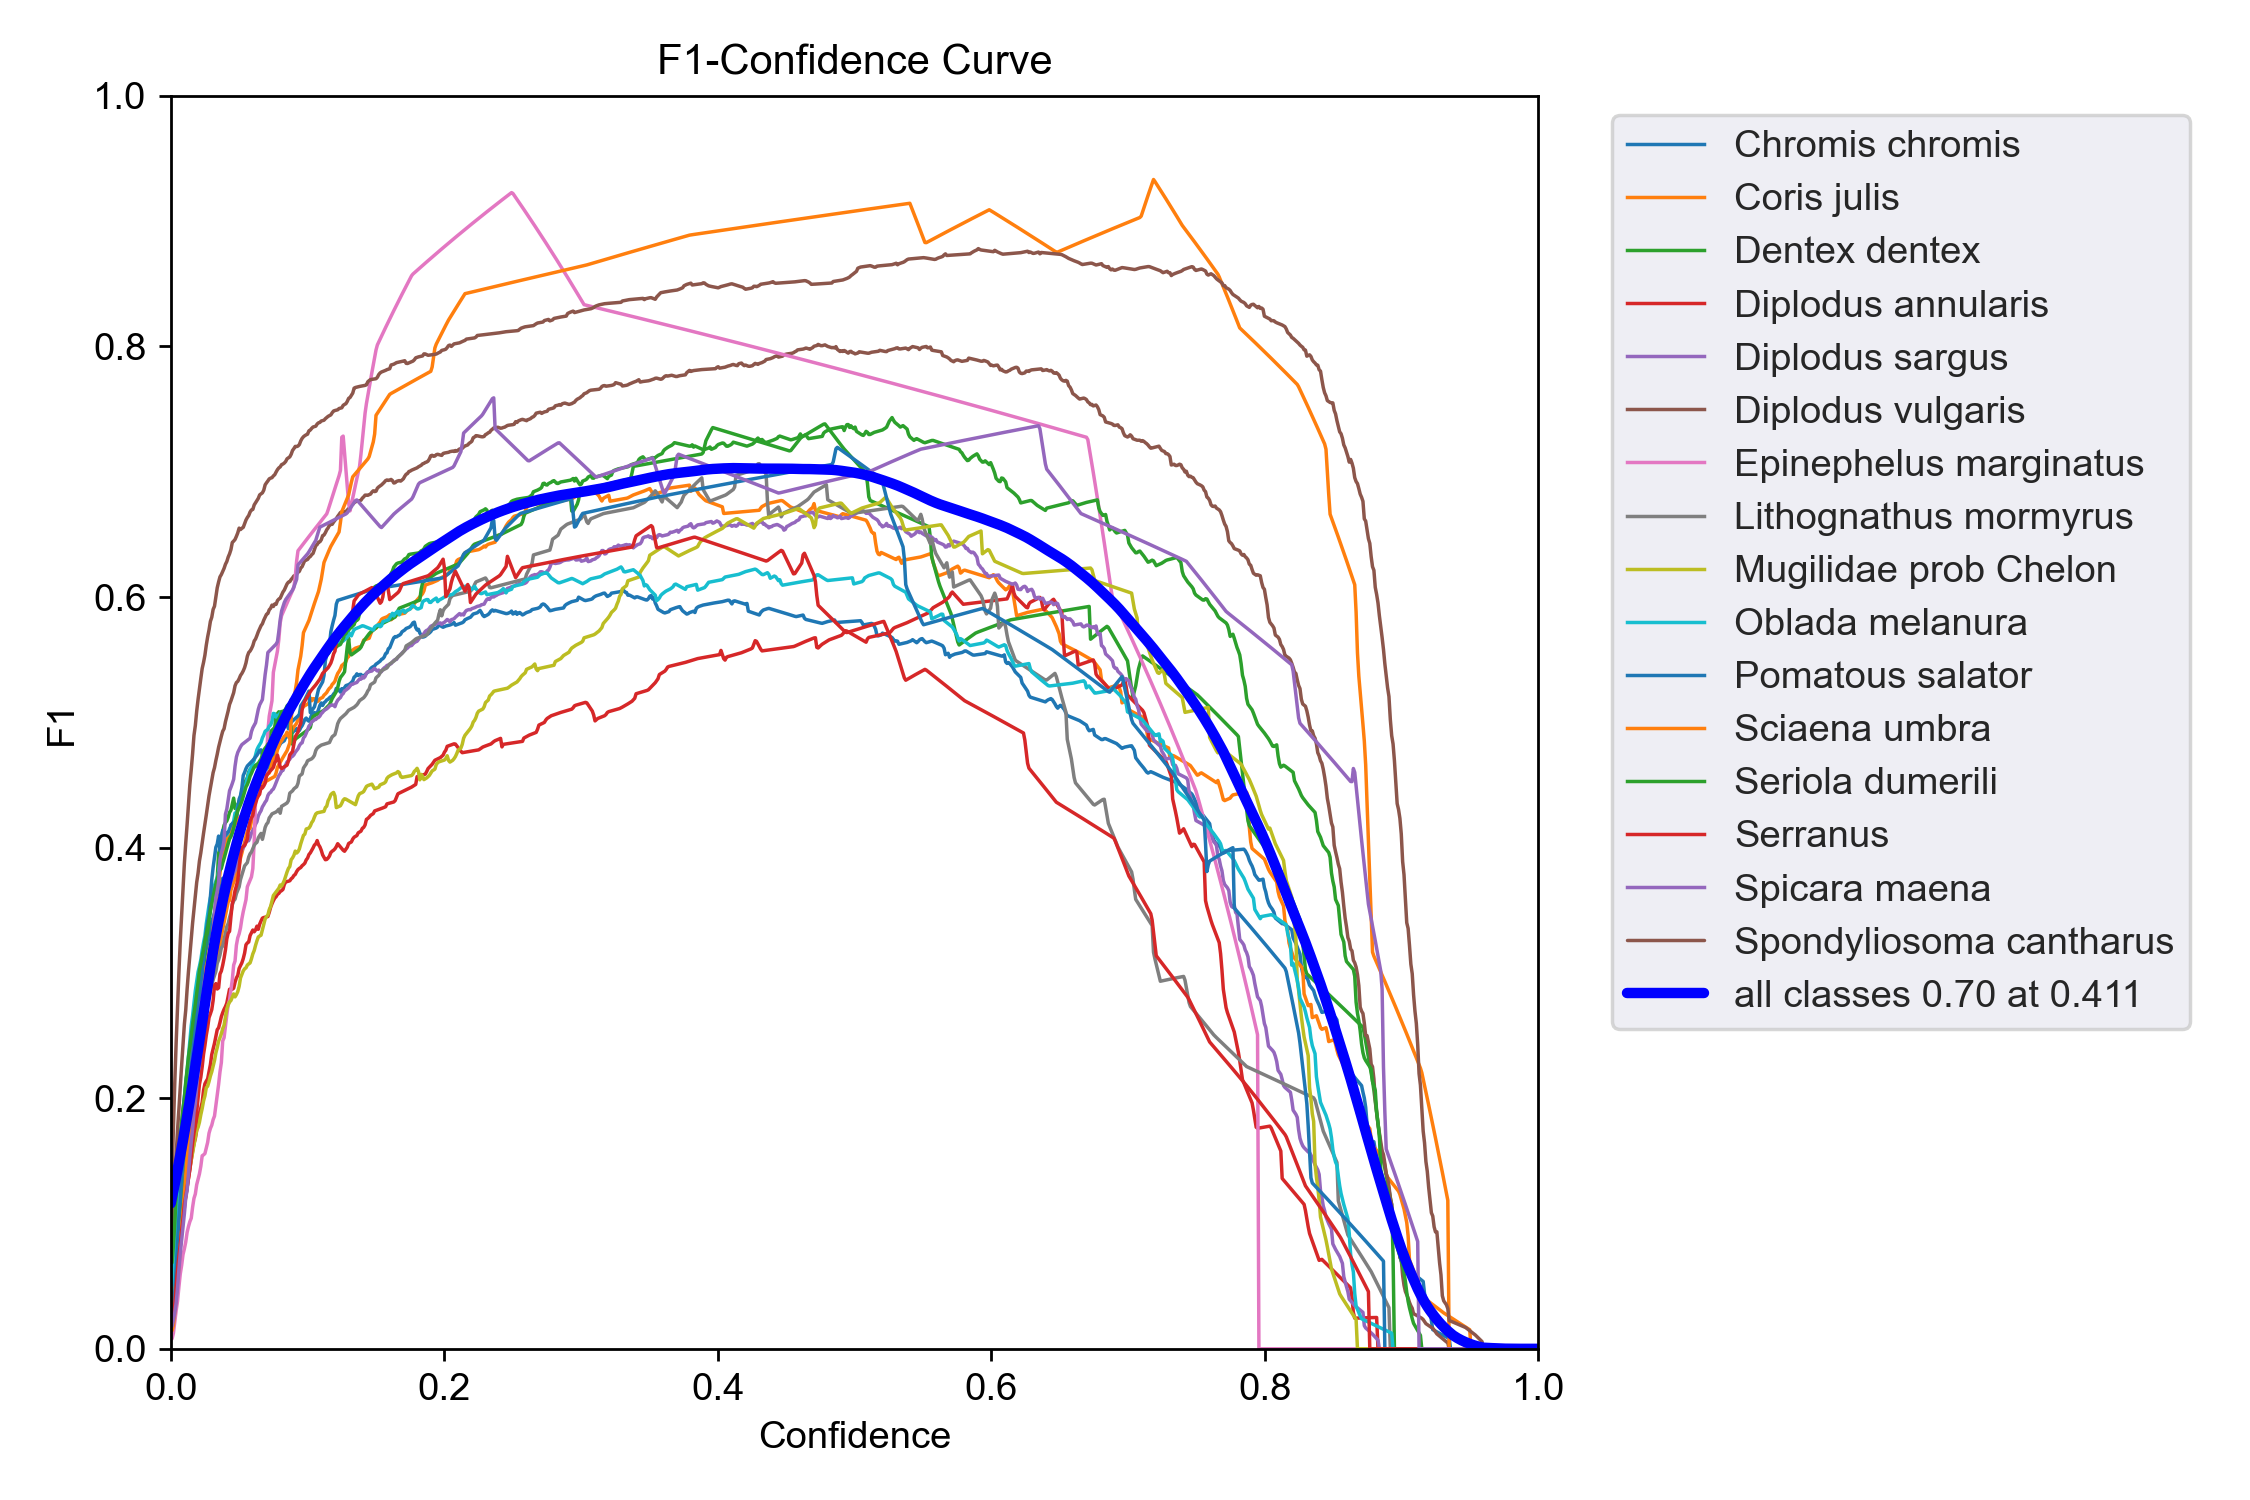 F1-Confidence Curve
1.0
0.8
0.6
0.4
0.2
0.0
F1
0.0 0.2 0.4 0.6 0.8 1.0
Confidence
Chromis chromis
Coris julis
Dentex dentex
Diplodus annularis
Diplodus sargus
Diplodus vulgaris
Epinephelus marginatus
Lithognathus mormyrus
Mugilidae prob Chelon
Oblada melanura
Pomatous salator
Sciaena umbra
Seriola dumerili
Serranus
Spicara maena
Spondyliosoma cantharus
all classes 0.70 at 0.411